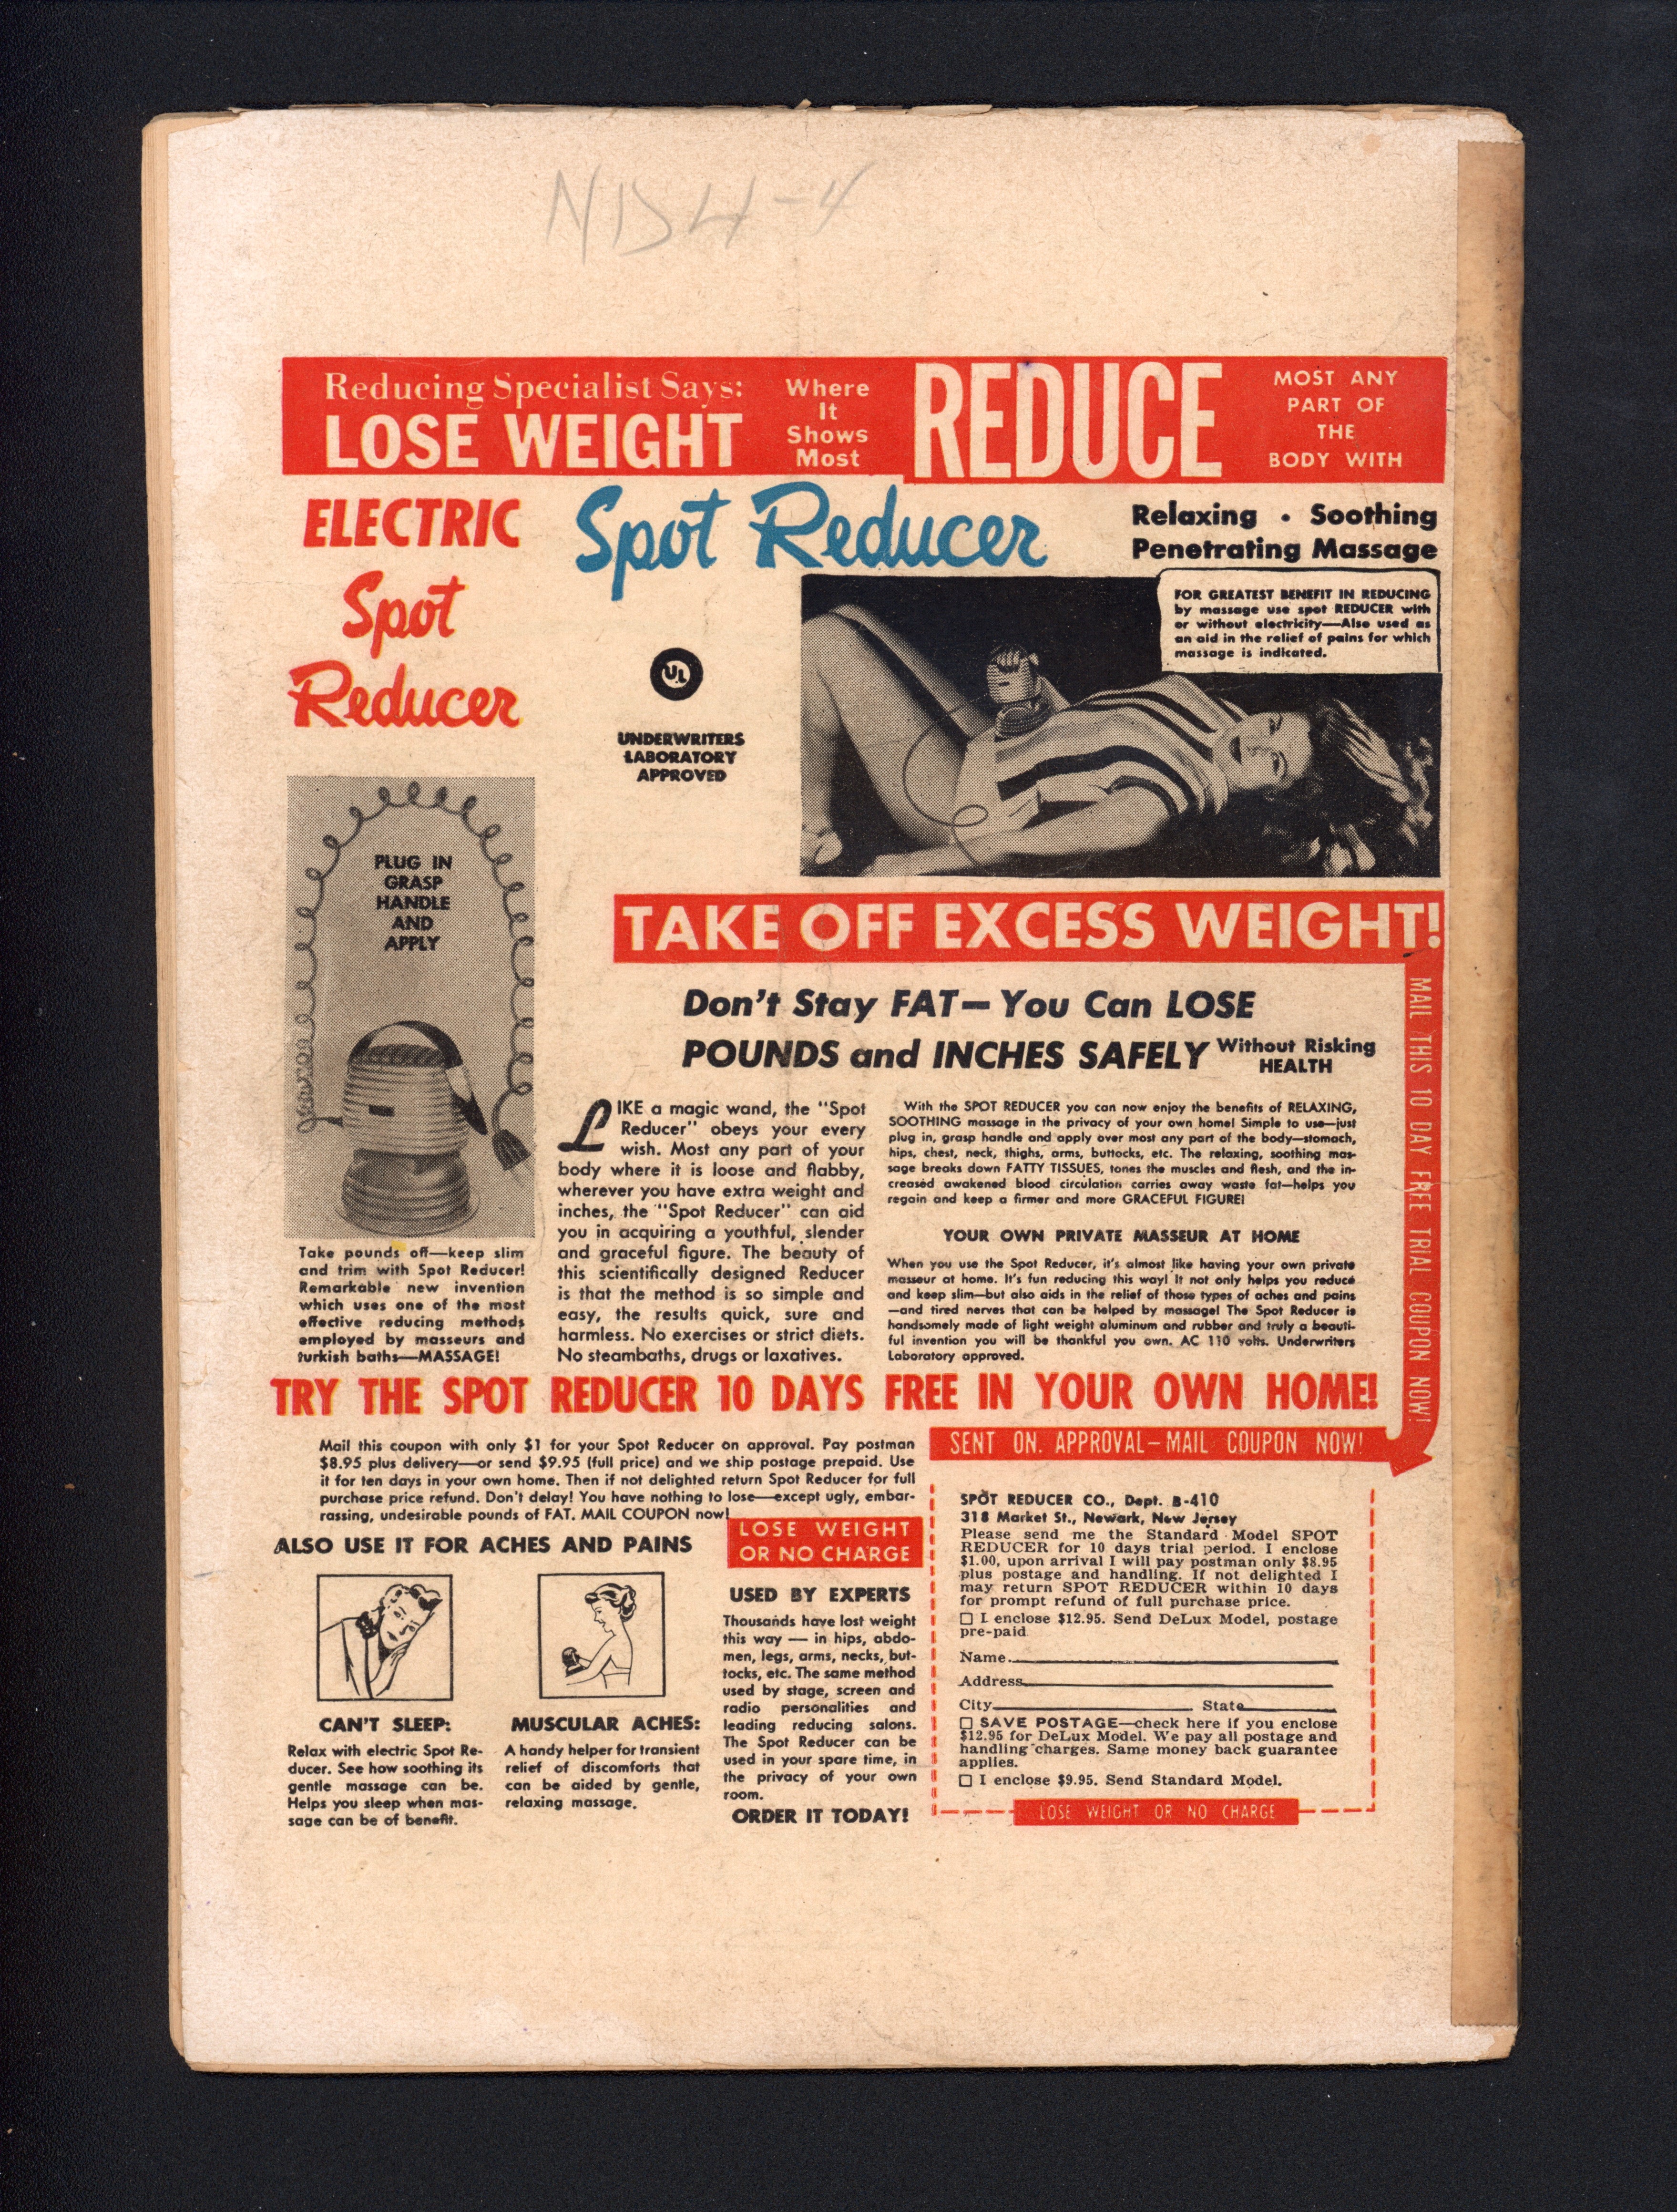 ND4-4
Reducing Specialist Says:
LOSE WEIGHT
Where
It
Shows
Most
REDUCE
MOST ANY
PART OF
THE
BODY WITH
ELECTRIC
Spot
Reducer
Spot Reducer
Relaxing • Soothing
Penetrating Massage
FOR GREATEST BENEFIT IN REDUCING
by massage use spot REDUCER with
or without electricity—Also used as
an aid in the relief of pains for which
massage is indicated.
UL
UNDERWRITERS
LABORATORY
APPROVED
PLUG IN
GRASP
HANDLE
AND
APPLY
Take pounds off—keep slim
and trim with Spot Reducer!
Remarkable new invention
which uses one of the most
effective reducing methods
employed by masseurs and
turkish baths—MASSAGE!
TAKE OFF EXCESS WEIGHT!
MAIL THIS 10 DAY FREE TRIAL COUPON NOW!
Don't Stay FAT—You Can LOSE
POUNDS and INCHES SAFELY Without Risking
HEALTH
LIKE a magic wand, the "Spot
Reducer" obeys your every
wish. Most any part of your
body where it is loose and flabby,
wherever you have extra weight and
inches, the "Spot Reducer" can aid
you in acquiring a youthful, slender
and graceful figure. The beauty of
this scientifically designed Reducer
is that the method is so simple and
easy, the results quick, sure and
harmless. No exercises or strict diets.
No steambaths, drugs or laxatives.
With the SPOT REDUCER you can now enjoy the benefits of RELAXING,
SOOTHING massage in the privacy of your own home! Simple to use—just
plug in, grasp handle and apply over most any part of the body—stomach,
hips, chest, neck, thighs, arms, buttocks, etc. The relaxing, soothing mas-
sage breaks down FATTY TISSUES, tones the muscles and flesh, and the in-
creased awakened blood circulation carries away waste fat—helps you
regain and keep a firmer and more GRACEFUL FIGURE!
YOUR OWN PRIVATE MASSEUR AT HOME
When you use the Spot Reducer, it's almost like having your own private
masseur at home. It's fun reducing this way! It not only helps you reduce
and keep slim—but also aids in the relief of those types of aches and pains
—and tired nerves that can be helped by massage! The Spot Reducer is
handsomely made of light weight aluminum and rubber and truly a beauti-
ful invention you will be thankful you own. AC 110 volts. Underwriters
Laboratory approved.
TRY THE SPOT REDUCER 10 DAYS FREE IN YOUR OWN HOME!
Mail this coupon with only $1 for your Spot Reducer on approval. Pay postman
$8.95 plus delivery—or send $9.95 (full price) and we ship postage prepaid. Use
it for ten days in your own home. Then if not delighted return Spot Reducer for full
purchase price refund. Don't delay! You have nothing to lose—except ugly, embar-
rassing, undesirable pounds of FAT. MAIL COUPON now!
ALSO USE IT FOR ACHES AND PAINS
CAN'T SLEEP:
Relax with electric Spot Re-
ducer. See how soothing its
gentle massage can be.
Helps you sleep when mas-
sage can be of benefit.
MUSCULAR ACHES:
A handy helper for transient
relief of discomforts that
can be aided by gentle,
relaxing massage.
LOSE WEIGHT
OR NO CHARGE
USED BY EXPERTS
Thousands have lost weight
this way — in hips, abdo-
men, legs, arms, necks, but-
tocks, etc. The same method
used by stage, screen and
radio personalities and
leading reducing salons.
The Spot Reducer can be
used in your spare time, in
the privacy of your own
room.
ORDER IT TODAY!
SENT ON APPROVAL—MAIL COUPON NOW!
SPOT REDUCER CO., Dept. B-410
318 Market St., Newark, New Jersey
Please send me the Standard Model SPOT
REDUCER for 10 days trial period. I enclose
$1.00, upon arrival I will pay postman only $8.95
plus postage and handling. If not delighted I
may return SPOT REDUCER within 10 days
for prompt refund of full purchase price.
☐ I enclose $12.95. Send DeLux Model, postage
pre-paid
Name
Address
City State
☐ SAVE POSTAGE—check here if you enclose
$12.95 for DeLux Model. We pay all postage and
handling charges. Same money back guarantee
applies.
☐ I enclose $9.95. Send Standard Model.
LOSE WEIGHT OR NO CHARGE